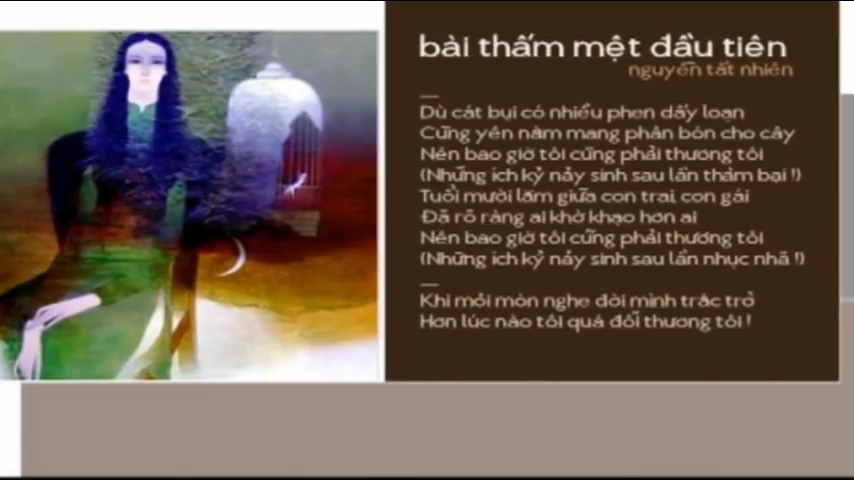 bài thấm mệt đầu tiên
nguyễn tất nhiên
Dù cát bụi có nhiều phen dấy loạn
Cũng yên nằm mang phân bón cho cây
Nên bao giờ tôi cũng phải thương tôi
(Những ích kỷ nảy sinh sau lần thảm bại !)
Tuổi mười lăm giữa con trai, con gái
Đã rõ ràng ai khờ khạo hơn ai
Nên bao giờ tôi cũng phải thương tôi
(Những ích kỷ nảy sinh sau lần nhục nhã !)
Khi mỏi mòn nghe đời mình trắc trở
Hơn lúc nào tôi quá đỗi thương tôi !